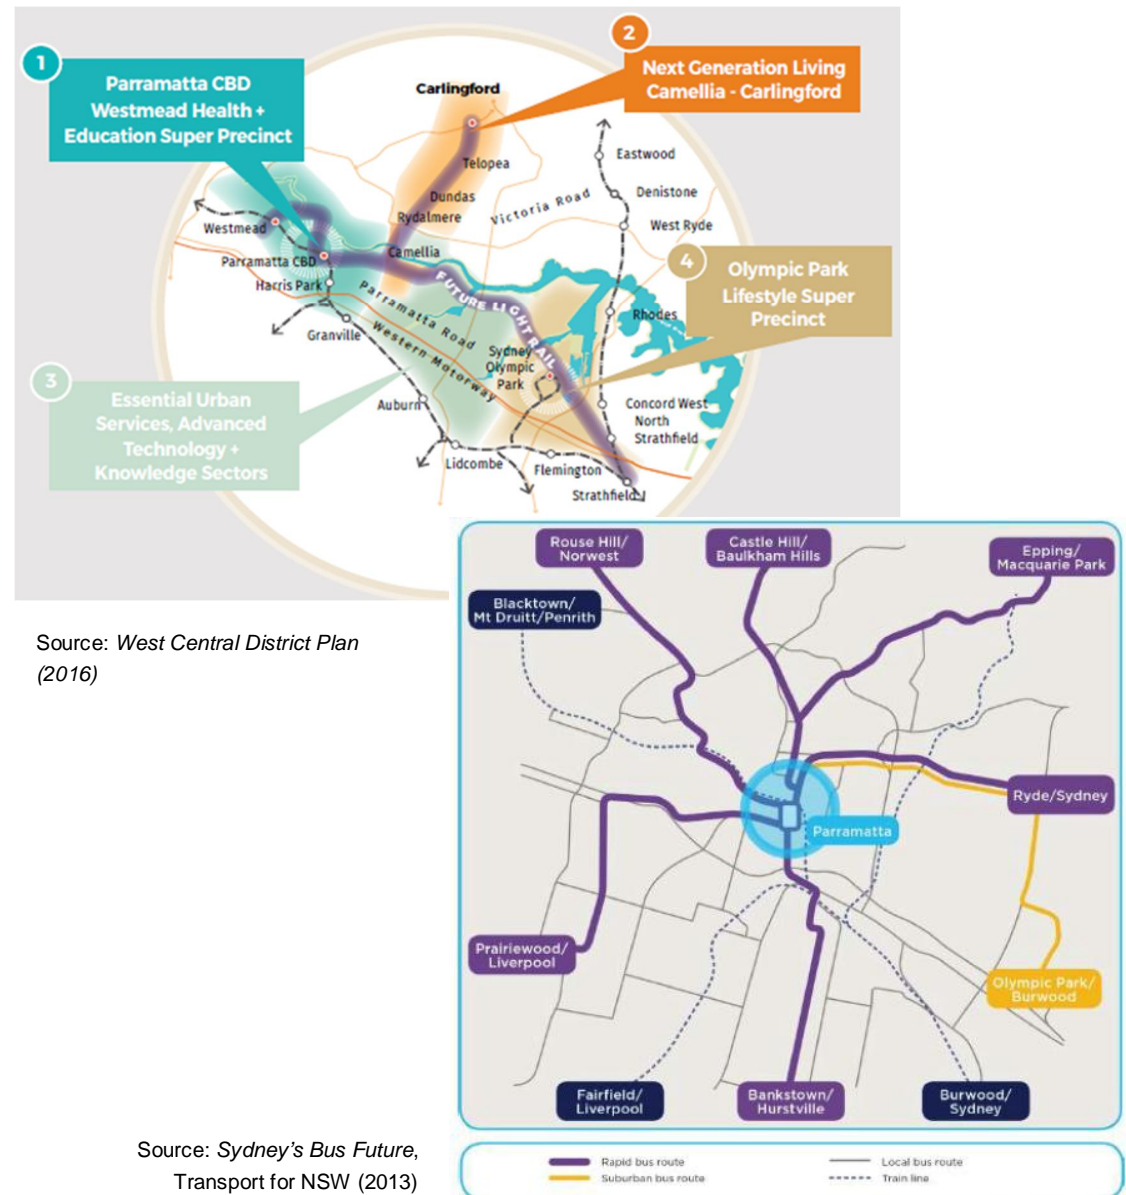 1
Parramatta CBD
Westmead Health +
Education Super Precinct
2
Next Generation Living
Camellia - Carlingford
Carlingford
Telopea
Dundas
Rydalmere
Victoria Road
Eastwood
Denistone
West Ryde
Westmead
Parramatta CBD
Harris Park
Granville
Camellia
Parramatta Road
Western Motorway
FUTURE LIGHT RAIL
Sydney
Olympic
Park
4
Olympic Park
Lifestyle Super
Precinct
Rhodes
3
Essential Urban
Services, Advanced
Technology +
Knowledge Sectors
Auburn
Lidcombe
Flemington
Strathfield
Concord West
North
Strathfield
Source: West Central District Plan
(2016)
Rouse Hill/
Norwest
Castle Hill/
Baulkham Hills
Epping/
Macquarie Park
Blacktown/
Mt Druitt/Penrith
Ryde/Sydney
Parramatta
Prairiewood/
Liverpool
Olympic Park/
Burwood
Fairfield/
Liverpool
Bankstown/
Hurstville
Burwood/
Sydney
Source: Sydney's Bus Future,
Transport for NSW (2013)
Rapid bus route
Suburban bus route
Local bus route
Train line